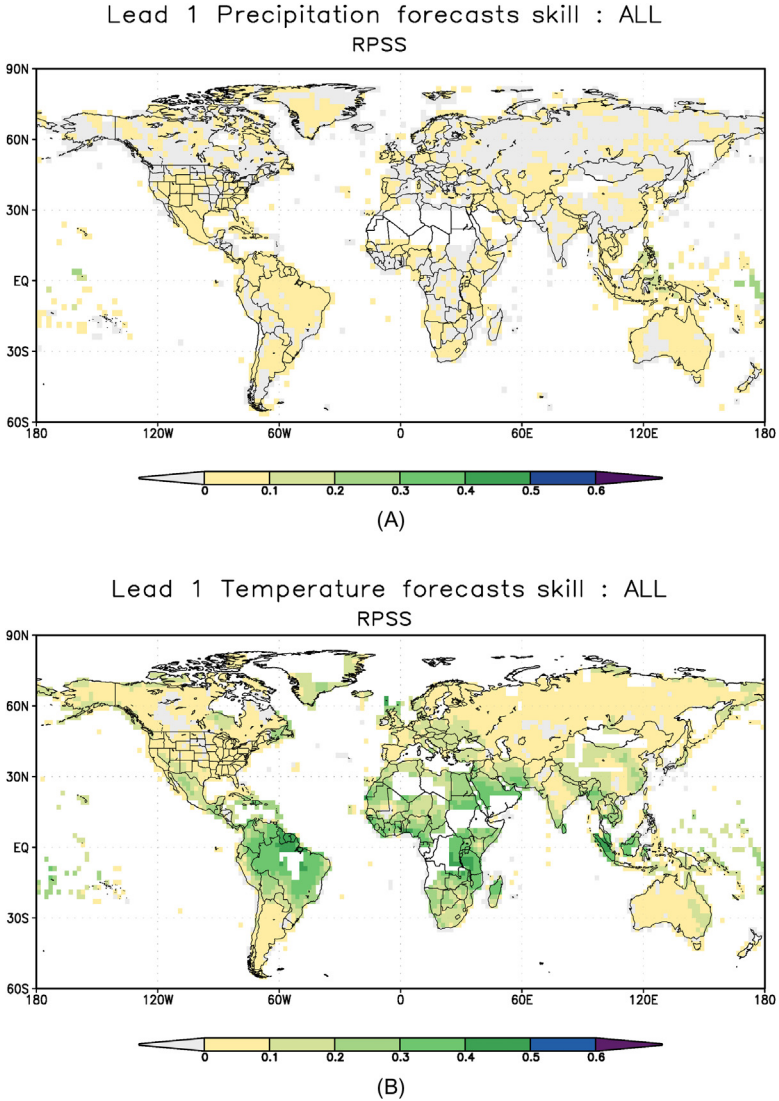 Lead 1 Precipitation forecasts skill : ALL
RPSS
90N
60N
30N
EQ
30S
60S
180 120W 60W 0 60E 120E 180
0 0.1 0.2 0.3 0.4 0.5 0.6
(A)
Lead 1 Temperature forecasts skill : ALL
RPSS
90N
60N
30N
EQ
30S
60S
180 120W 60W 0 60E 120E 180
0 0.1 0.2 0.3 0.4 0.5 0.6
(B)